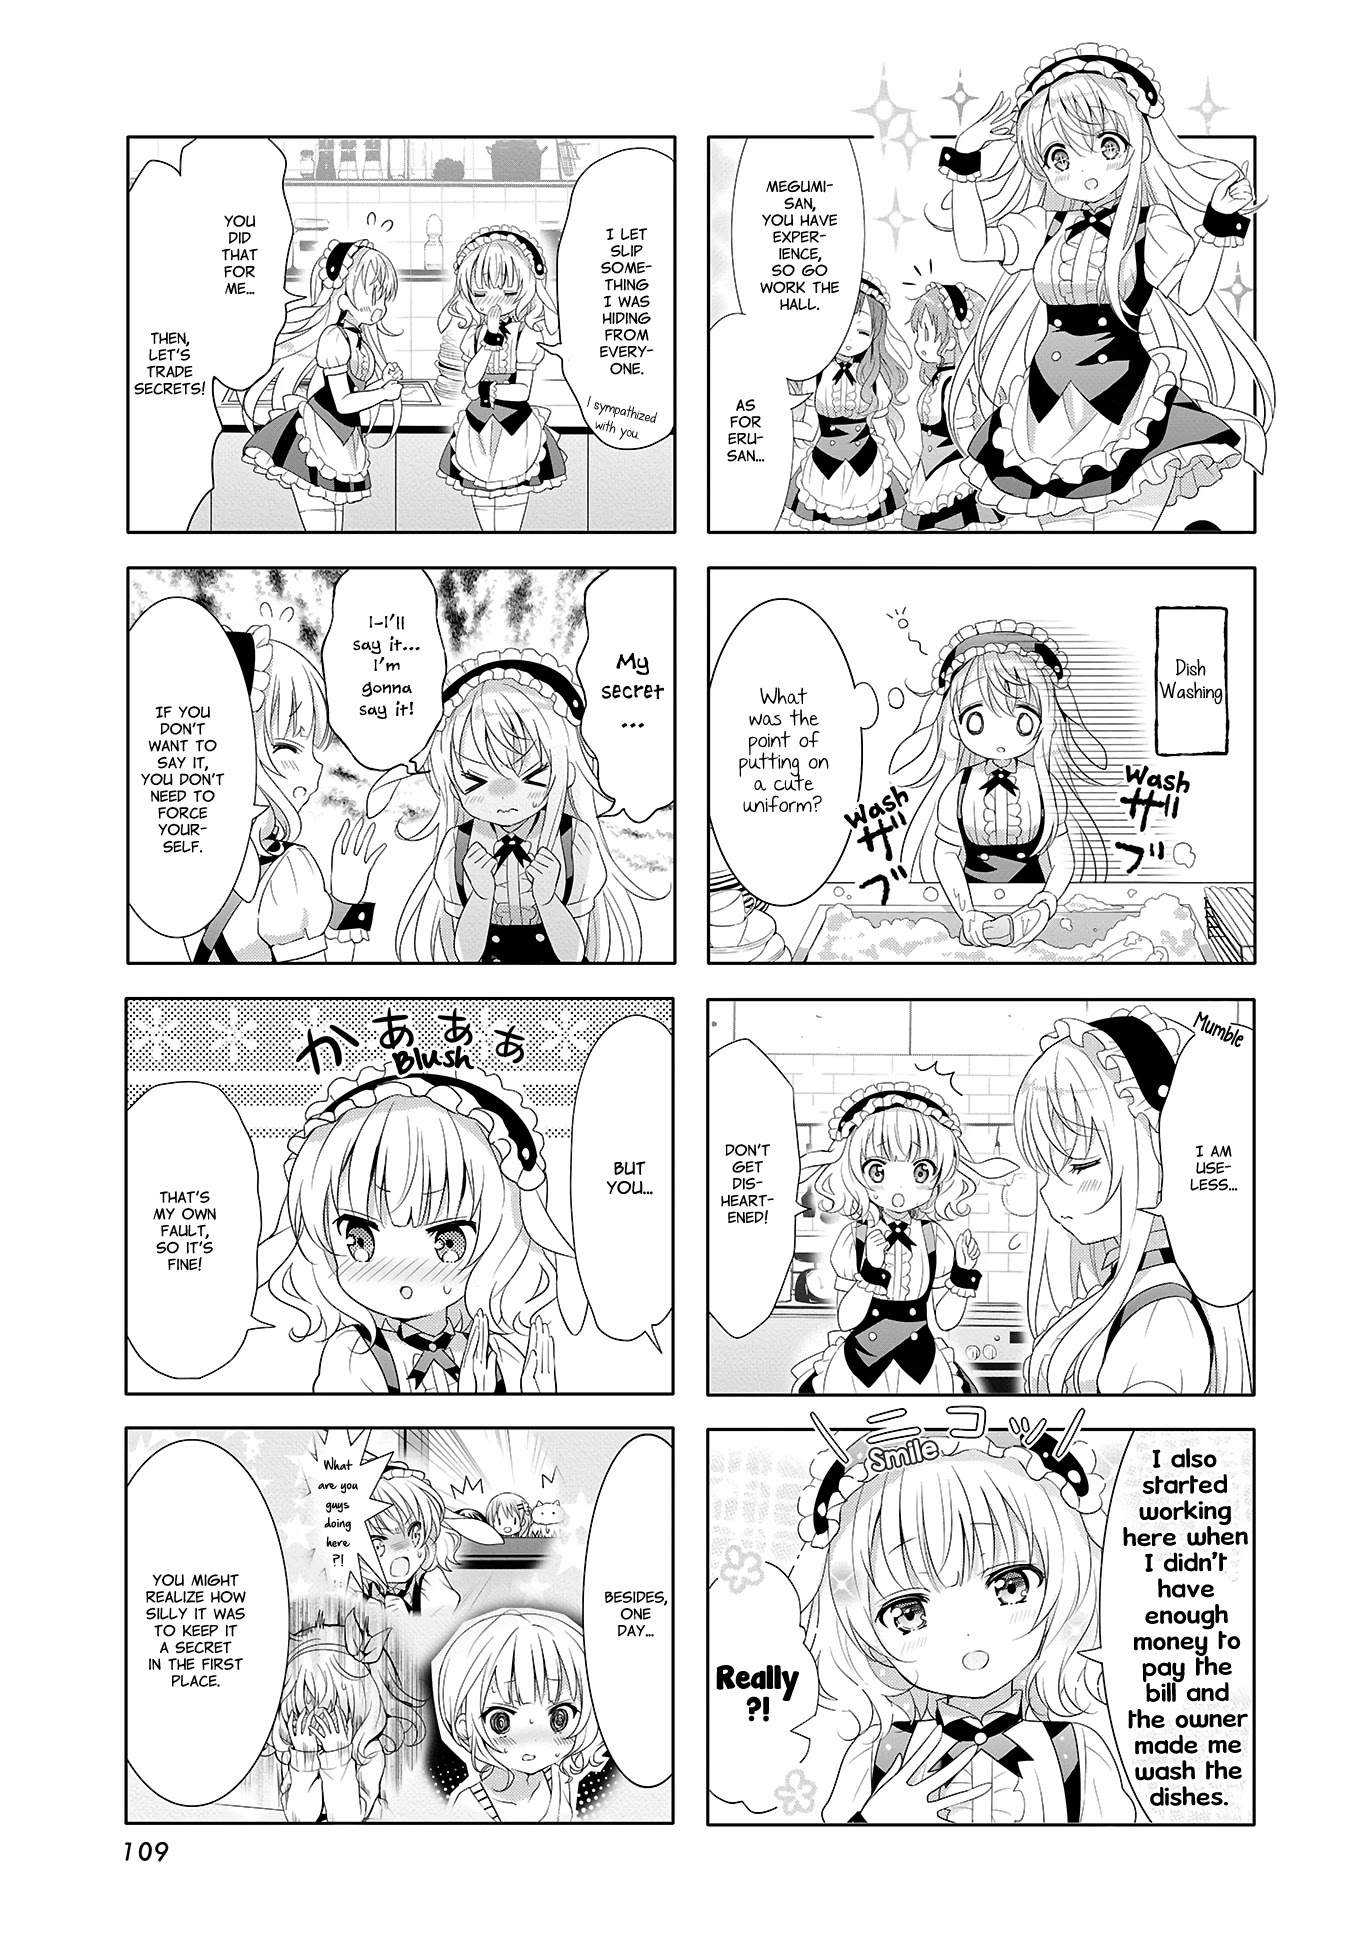 MEGUMI-
SAN,
YOU HAVE
EXPER-
IENCE,
SO GO
WORK THE
HALL.
AS
FOR
ERU-
SAN...
Dish
Washing
What
was the
point of
putting on
a cute
uniform?
Wash
ザブ
Wash
ザブ
Mumble
I AM
USE-
LESS...
DON'T
GET
DIS-
HEART-
ENED!
ニコッ
Smile
I also
started
working
here when
I didn't
have
enough
money to
pay the
bill and
the owner
made me
wash the
dishes.
Really
?!
I LET
SLIP
SOME-
THING
I WAS
HIDING
FROM
EVERY-
ONE.
I sympathized
with you.
YOU
DID
THAT
FOR
ME...
THEN,
LET'S
TRADE
SECRETS!
My
secret
...
I-I'll
say it...
I'm
gonna
say it!
IF YOU
DON'T
WANT TO
SAY IT,
YOU DON'T
NEED TO
FORCE
YOUR-
SELF.
かあぁぁ
Blush
BUT
YOU...
THAT'S
MY OWN
FAULT,
SO IT'S
FINE!
BESIDES,
ONE
DAY...
What
are you
guys
doing
here
?!
YOU MIGHT
REALIZE HOW
SILLY IT WAS
TO KEEP IT
A SECRET
IN THE FIRST
PLACE.
109